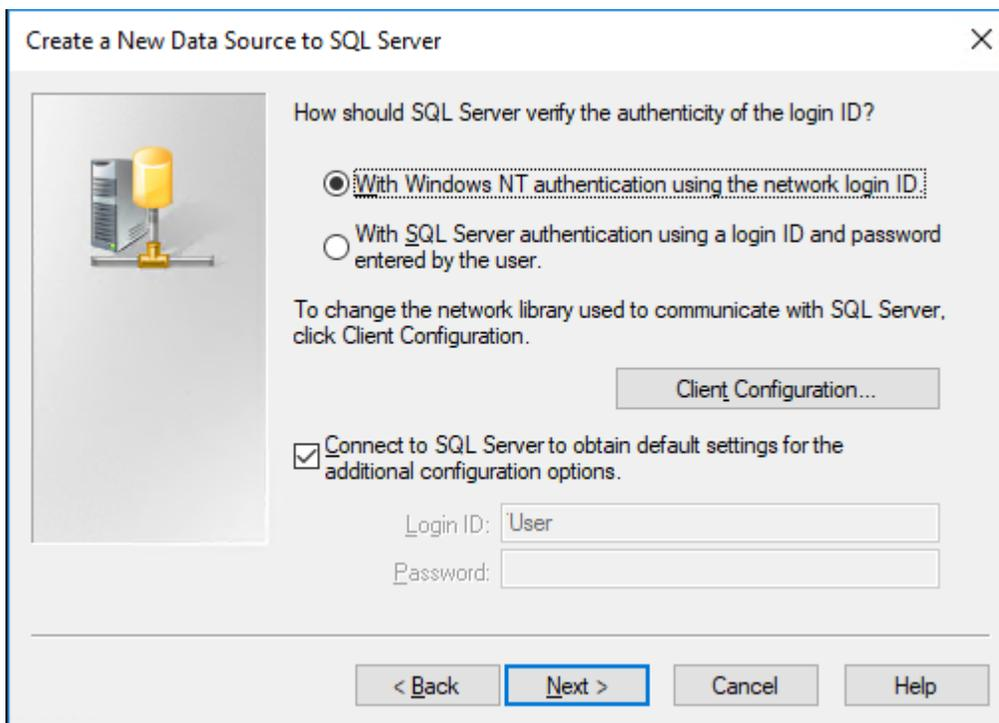 Create a New Data Source to SQL Server
How should SQL Server verify the authenticity of the login ID?
With Windows NT authentication using the network login ID.
With SQL Server authentication using a login ID and password
entered by the user.
To change the network library used to communicate with SQL Server,
click Client Configuration.
Client Configuration...
Connect to SQL Server to obtain default settings for the
additional configuration options.
Login ID: User
Password:
< Back Next > Cancel Help